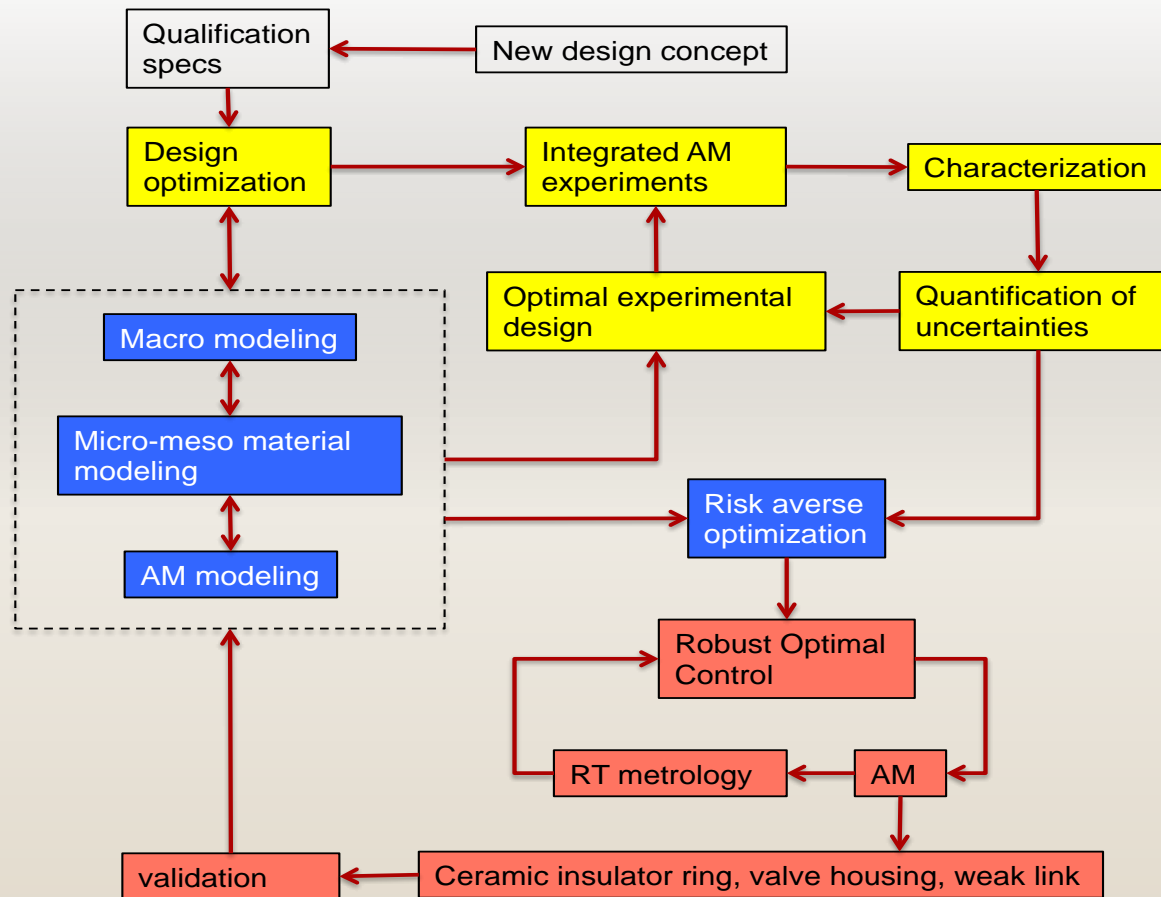 Qualification
specs
New design concept
Design
optimization
Integrated AM
experiments
Characterization
Optimal experimental
design
Quantification of
uncertainties
Macro modeling
Micro-meso material
modeling
AM modeling
Risk averse
optimization
Robust Optimal
Control
RT metrology
AM
validation
Ceramic insulator ring, valve housing, weak link